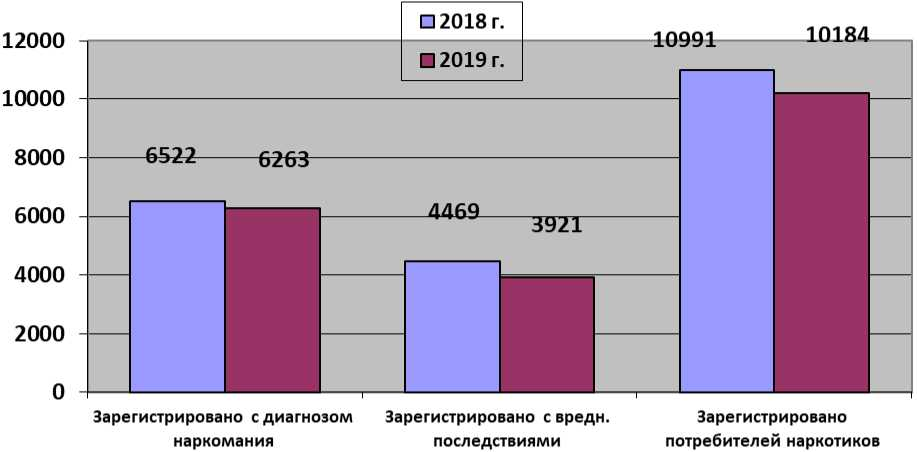 2018 г.
2019 г.
12000
10000
8000
6000
4000
2000
0
6522
6263
4469
3921
10991
10184
Зарегистрировано с диагнозом
наркомания
Зарегистрировано с вредн.
последствиями
Зарегистрировано
потребителей наркотиков